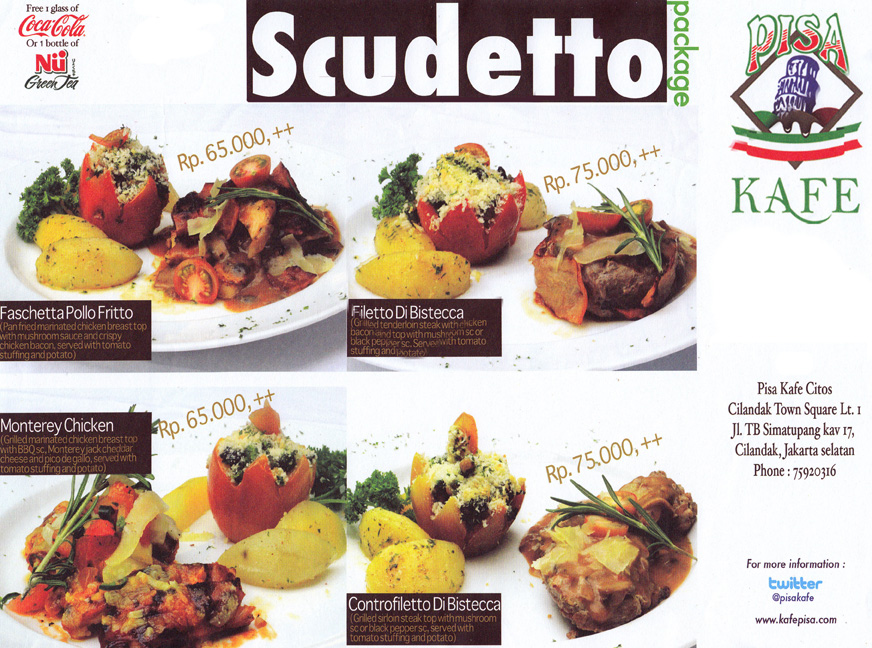 Free 1 glass of
Coca-Cola
Or 1 bottle of
Nü
Green Tea
Scudetto
package
PISA
KAFE
Rp. 65.000,++
Faschetta Pollo Fritto
(Pan fried marinated chicken breast top
with mushroom sauce and crispy
chicken bacon, served with tomato
stuffing and potato)
Rp. 75.000,++
Filetto Di Bistecca
(Grilled tenderloin steak with chicken
bacon and top with mushroom sc or
black pepper sc. Served with tomato
stuffing and potato)
Monterey Chicken
(Grilled marinated chicken breast top
with BBQ sc, Monterey jack cheddar
cheese and pico de gallo, served with
tomato stuffing and potato)
Rp. 65.000,++
Rp. 75.000,++
Controfiletto Di Bistecca
(Grilled sirloin steak top with mushroom
sc or black pepper sc. served with
tomato stuffing and potato)
Pisa Kafe Citos
Cilandak Town Square Lt. 1
Jl. TB Simatupang kav 17,
Cilandak, Jakarta selatan
Phone : 75920316
For more information :
twitter
@pisakafe
www.kafepisa.com